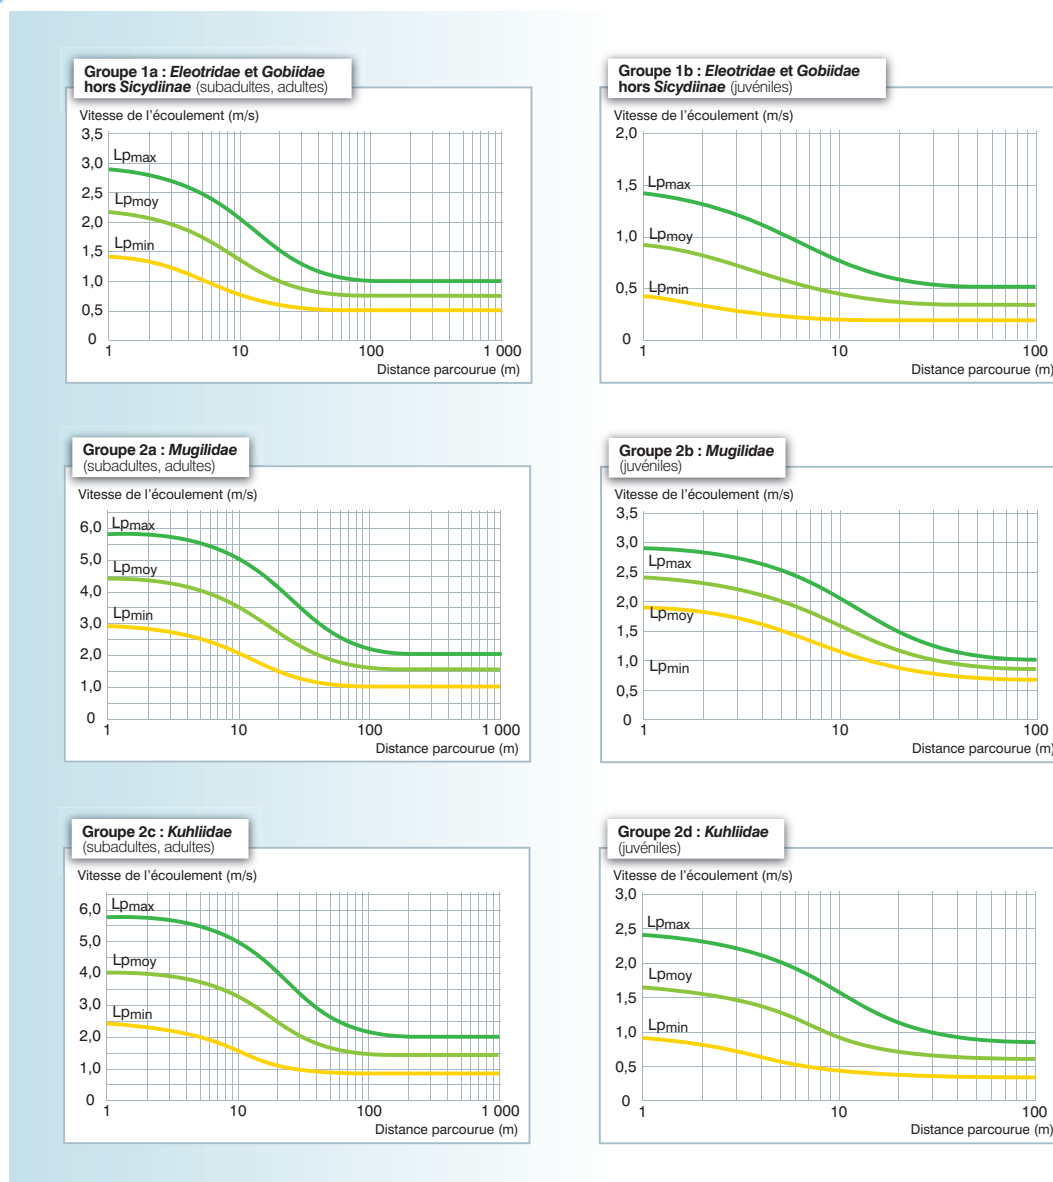 Groupe 1a : Eleotridae et Gobiidae
hors Sicydiinae (subadultes, adultes)
Vitesse de l'écoulement (m/s)
3,5
3,0
2,5
2,0
1,5
1,0
0,5
0
Lpmax
Lpmoy
Lpmin
1 10 100 1 000
Distance parcourue (m)
Groupe 1b : Eleotridae et Gobiidae
hors Sicydiinae (juvéniles)
Vitesse de l'écoulement (m/s)
2,0
1,5
1,0
0,5
0
Lpmax
Lpmoy
Lpmin
1 10 100
Distance parcourue (m)
Groupe 2a : Mugilidae
(subadultes, adultes)
Vitesse de l'écoulement (m/s)
6,0
5,0
4,0
3,0
2,0
1,0
0
Lpmax
Lpmoy
Lpmin
1 10 100 1 000
Distance parcourue (m)
Groupe 2b : Mugilidae
(juvéniles)
Vitesse de l'écoulement (m/s)
3,5
3,0
2,5
2,0
1,5
1,0
0,5
0
Lpmax
Lpmoy
Lpmin
1 10 100
Distance parcourue (m)
Groupe 2c : Kuhliidae
(subadultes, adultes)
Vitesse de l'écoulement (m/s)
6,0
5,0
4,0
3,0
2,0
1,0
0
Lpmax
Lpmoy
Lpmin
1 10 100 1 000
Distance parcourue (m)
Groupe 2d : Kuhliidae
(juvéniles)
Vitesse de l'écoulement (m/s)
3,0
2,5
2,0
1,5
1,0
0,5
0
Lpmax
Lpmoy
Lpmin
1 10 100
Distance parcourue (m)